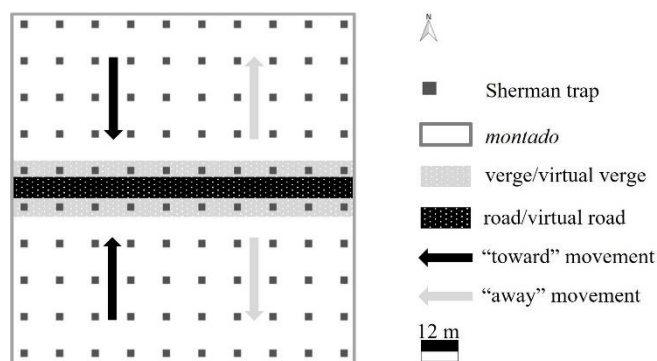 N
Sherman trap
montado
verge/virtual verge
road/virtual road
“toward” movement
“away” movement
12 m